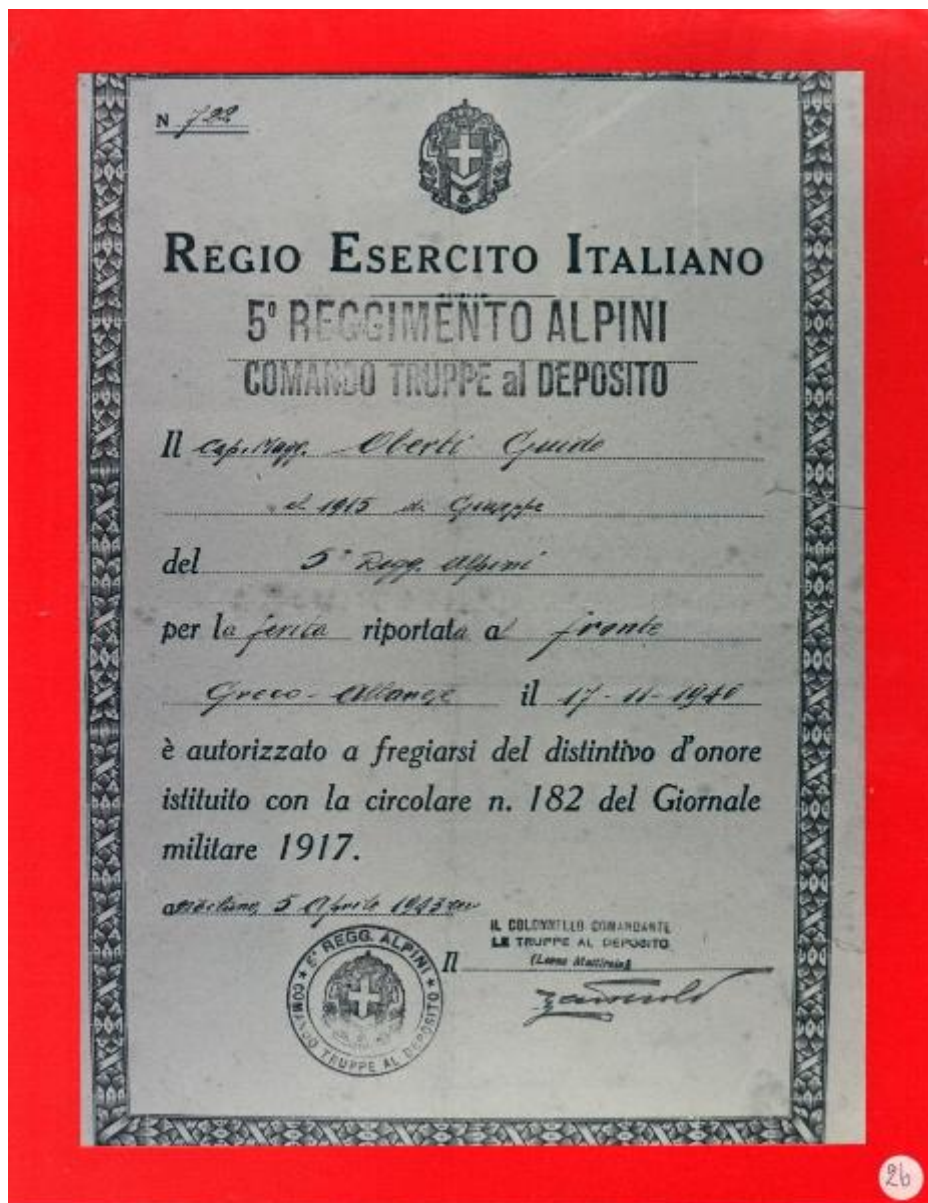 N 722
REGIO ESERCITO ITALIANO
5° REGGIMENTO ALPINI
COMANDO TRUPPE al DEPOSITO
Il Cap. Magg. Oberti Guido
cl. 1915 di Giuseppe
del 5° Regg. Alpini
per la ferita riportata al fronte
Greco-Albanese il 17-11-1940
è autorizzato a fregiarsi del distintivo d'onore
istituito con la circolare n. 182 del Giornale
militare 1917.
5 Aprile 1943
IL COLONNELLO COMANDANTE
LE TRUPPE AL DEPOSITO
Il
5° REGG. ALPINI
COMANDO TRUPPE AL DEPOSITO
26